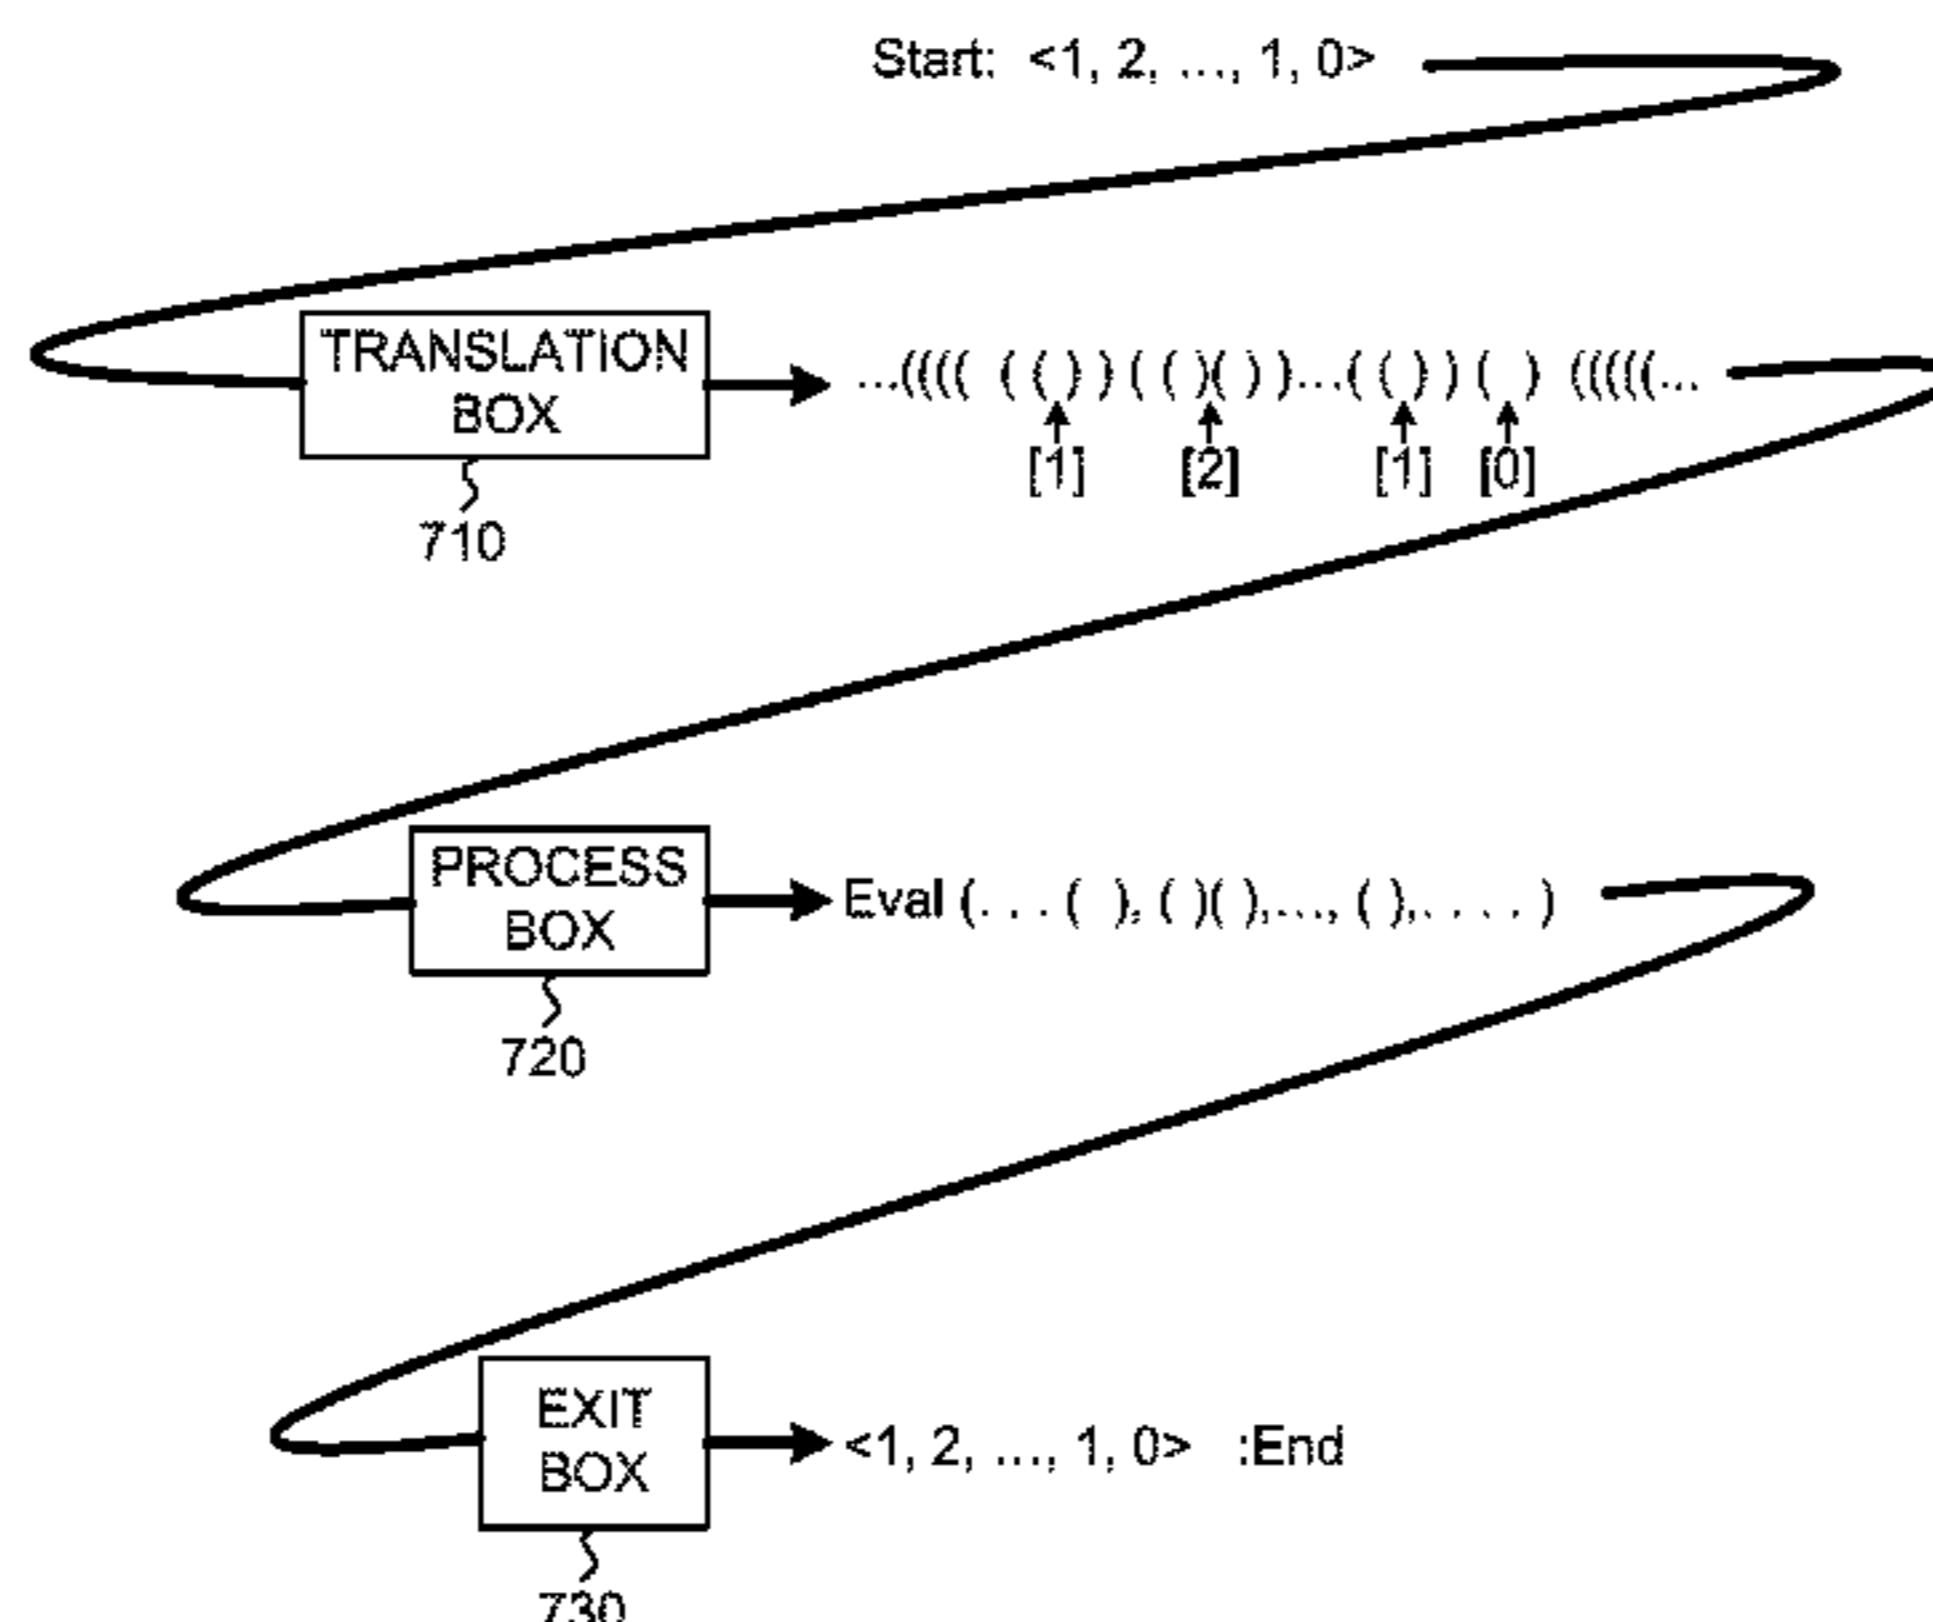 Start: <1, 2, ..., 1, 0>
TRANSLATION
BOX
...(((( ( ( ) ) ( ( )( ) )...( ( ) ) ( ) (((((...
[1] [2] [1] [0]
710
PROCESS
BOX
Eval (. . . ( ), ( )( ),..., ( ),. . . . )
720
EXIT
BOX
<1, 2, ..., 1, 0> :End
730